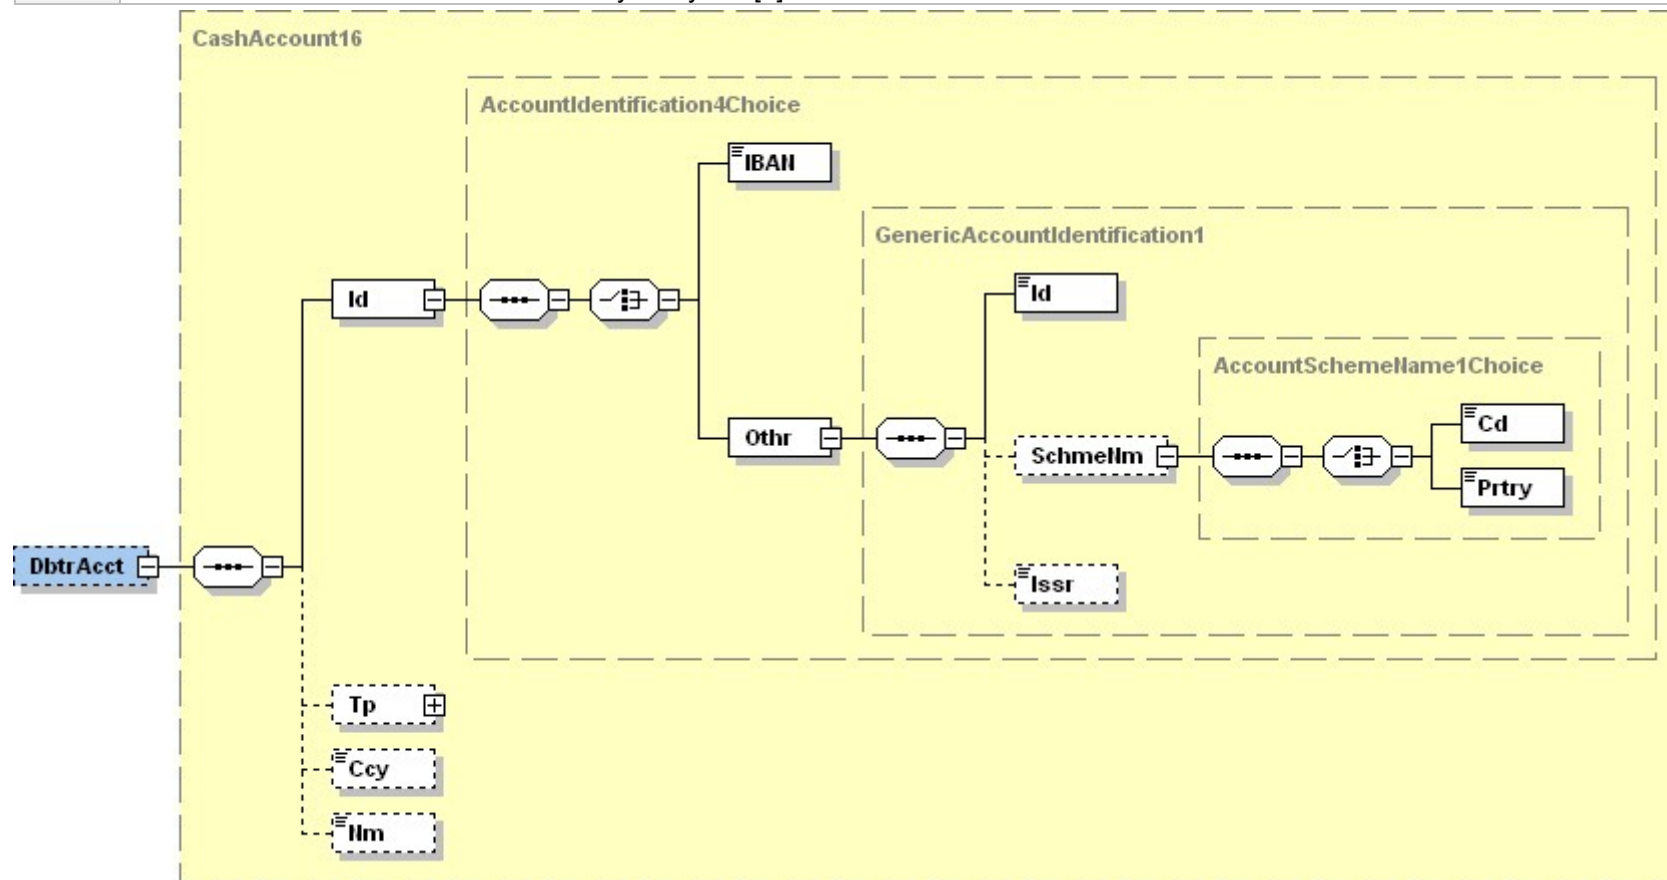 CashAccount16
AccountIdentification4Choice
IBAN
GenericAccountIdentification1
Id
Id
AccountSchemeName1Choice
Cd
Othr
SchmeNm
Prtry
DbtrAcct
Issr
Tp
Ccy
Nm